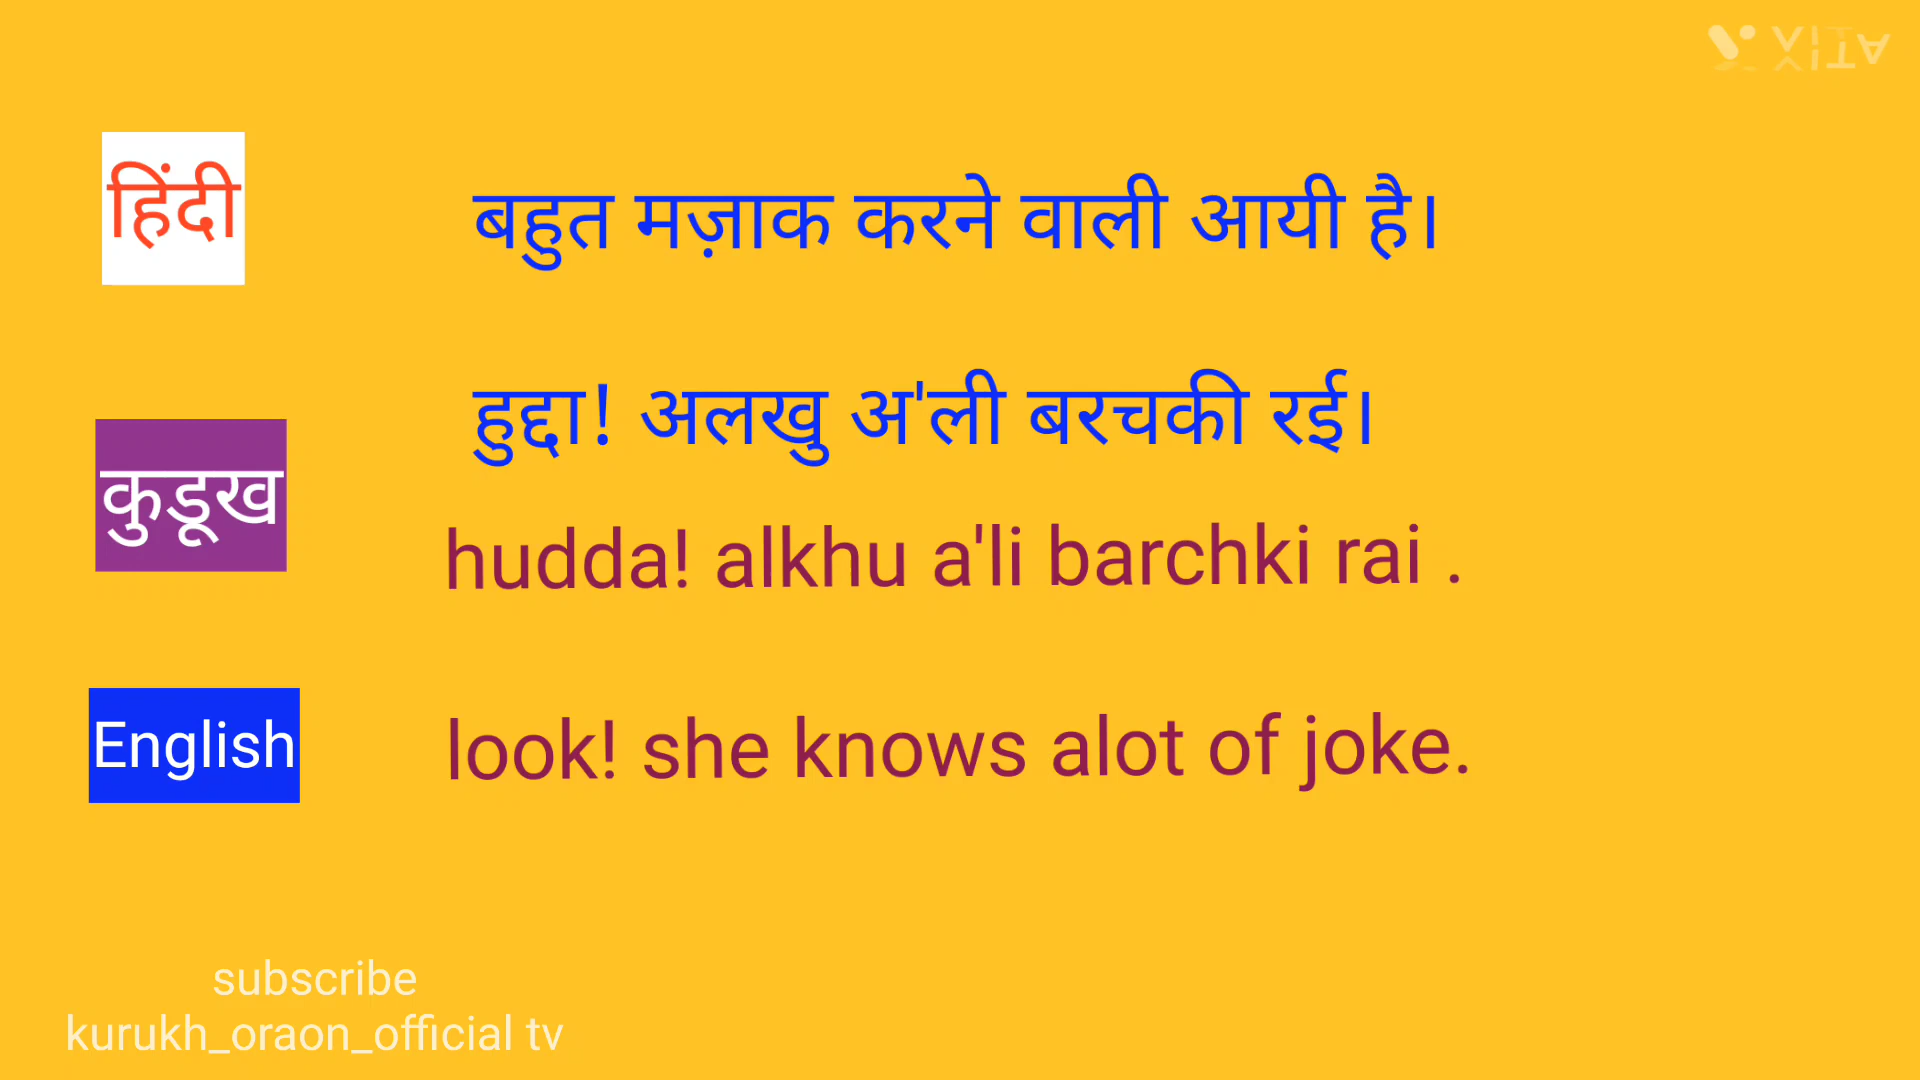 VITA
हिंदी
बहुत मज़ाक करने वाली आयी है।
कुडूख
हुद्दा! अलखु अ'ली बरचकी रई।
hudda! alkhu a'li barchki rai .
English
look! she knows alot of joke.
subscribe
kurukh_oraon_official tv